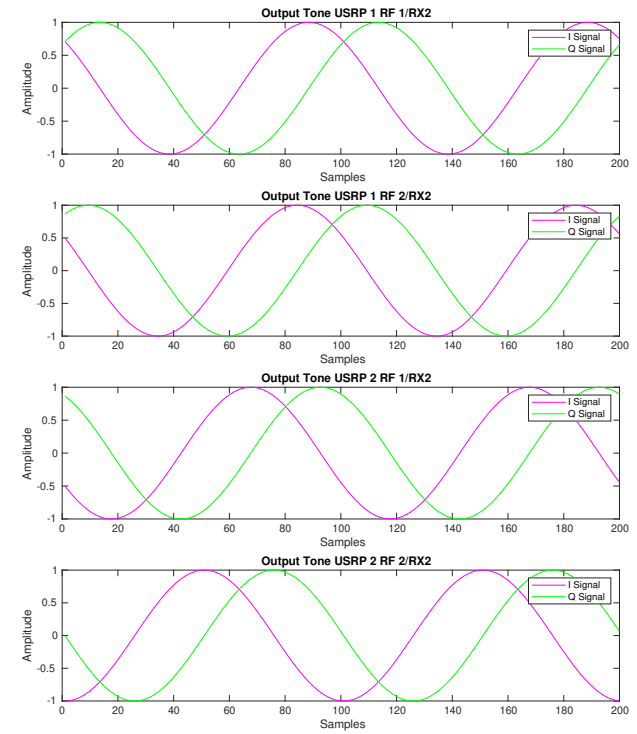 Output Tone USRP 1 RF 1/RX2
1
0.5
0
-0.5
-1
Amplitude
I Signal
Q Signal
0 20 40 60 80 100 120 140 160 180 200
Samples
Output Tone USRP 1 RF 2/RX2
1
0.5
0
-0.5
-1
Amplitude
I Signal
Q Signal
0 20 40 60 80 100 120 140 160 180 200
Samples
Output Tone USRP 2 RF 1/RX2
1
0.5
0
-0.5
-1
Amplitude
I Signal
Q Signal
0 20 40 60 80 100 120 140 160 180 200
Samples
Output Tone USRP 2 RF 2/RX2
1
0.5
0
-0.5
-1
Amplitude
I Signal
Q Signal
0 20 40 60 80 100 120 140 160 180 200
Samples